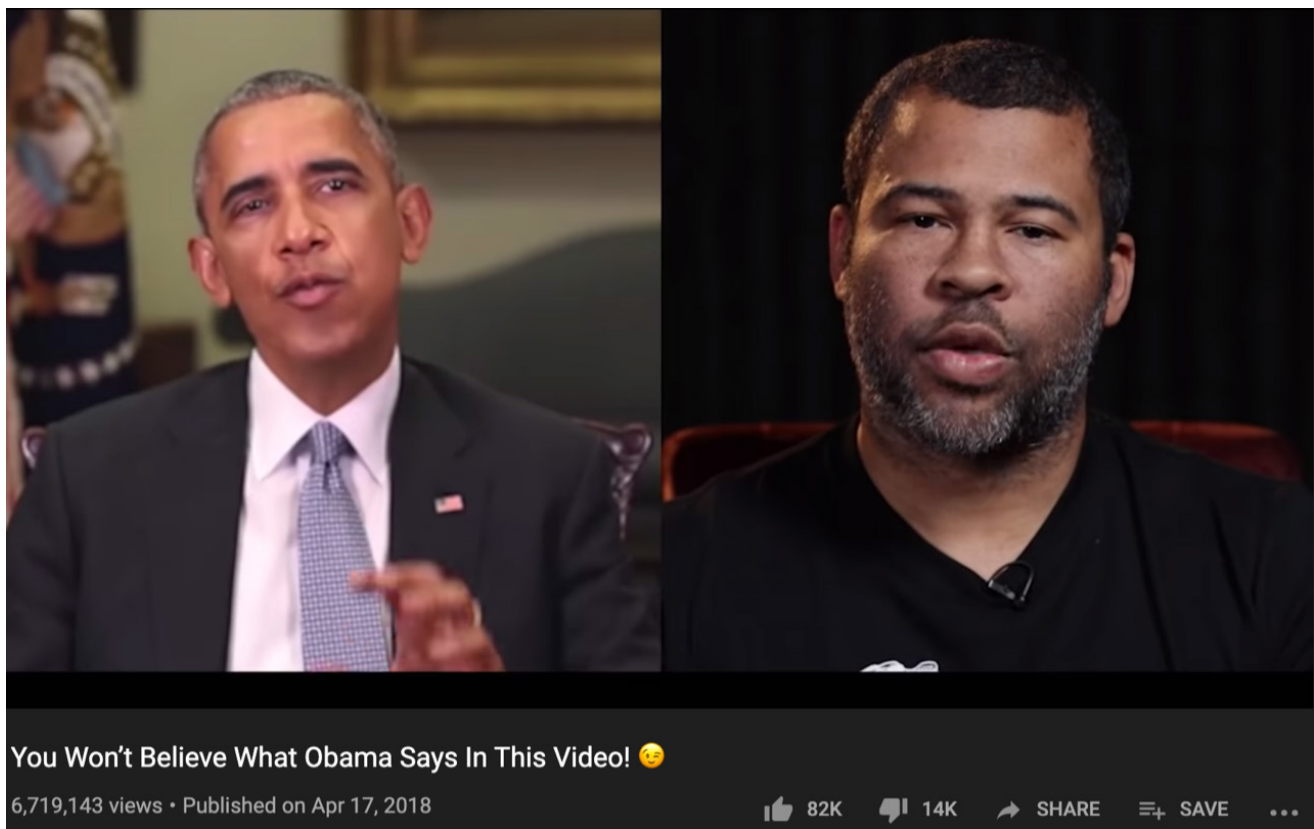 You Won’t Believe What Obama Says In This Video! 😉
6,719,143 views • Published on Apr 17, 2018
82K 14K SHARE SAVE